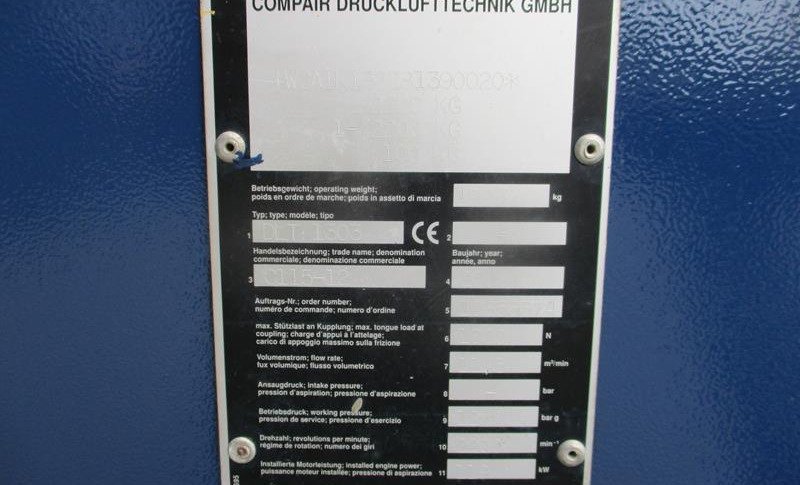 COMPAIR DRUCKLUFTTECHNIK GMBH
KG
G
Betriebsgewicht; operating weight;
poids en ordre de marche; poids in assetto di marcia
kg
Typ; type; modèle; tipo
1
CE
2
Handelsbezeichnung; trade name; denomination
commerciale; denominazione commerciale
3
Baujahr; year;
année, anno
4
Auftrags-Nr.; order number;
numéro de commande; numero d'ordine
5
max. Stützlast an Kupplung; max. tongue load at
coupling; charge d'appui à l'attelage;
carico di appoggio massimo sulla frizione
6
N
Volumenstrom; flow rate;
flux volumique; flusso volumetrico
7
m³/min
Ansaugdruck; intake pressure;
pression d'aspiration; pressione d'aspirazione
8
bar
Betriebsdruck; working pressure;
pression de service; pressione d'esercizio
9
bar g
Drehzahl; revolutions per minute;
régime de rotation; numero dei giri
10
min⁻¹
Installierte Motorleistung; installed engine power;
puissance moteur installée; pressione d'aspirazione
11
kW